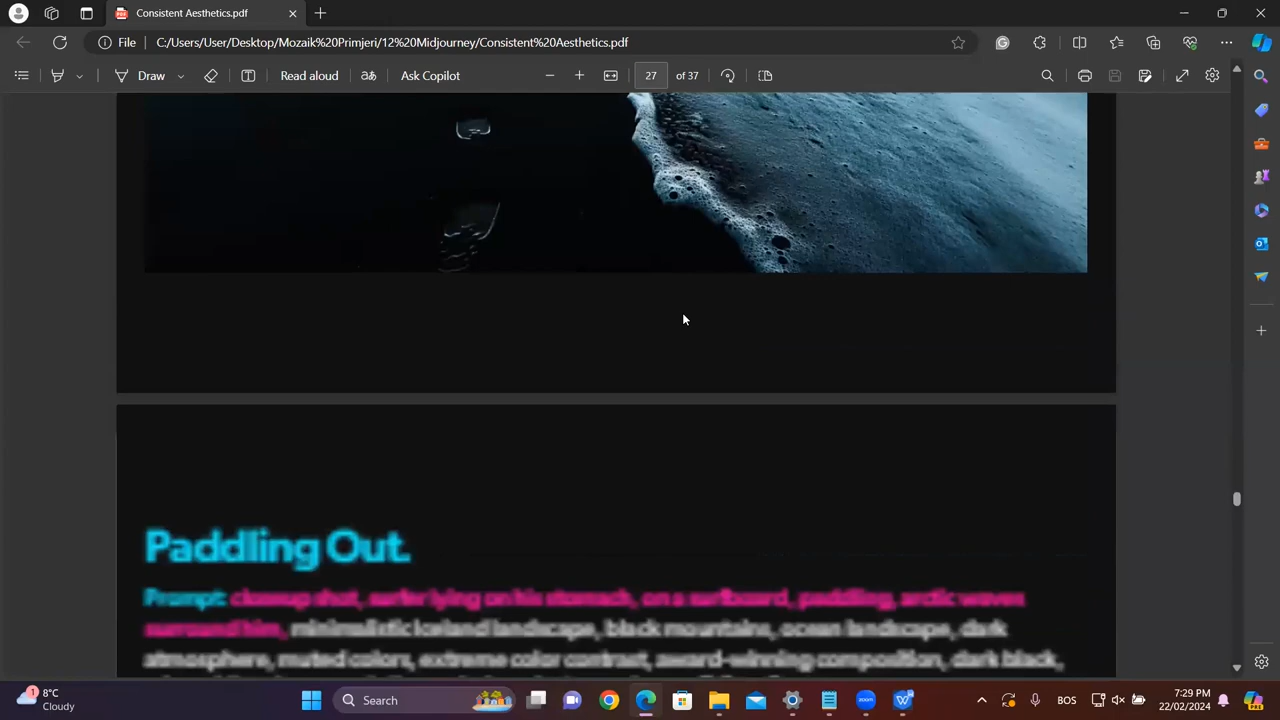 Consistent Aesthetics.pdf
File
C:/Users/User/Desktop/Mozaik%20Primjeri/12%20Midjourney/Consistent%20Aesthetics.pdf
Draw
Read aloud
Ask Copilot
27
of 37
Paddling Out.
Prompt: closeup shot, surfer lying on his stomach, on a surfboard, paddling, arctic waves
surround him, minimalistic Iceland landscape, black mountains, ocean landscape, dark
atmosphere, muted colors, extreme color contrast, award-winning composition, dark black,
1
8°C
Cloudy
Search
BOS
7:29 PM
22/02/2024